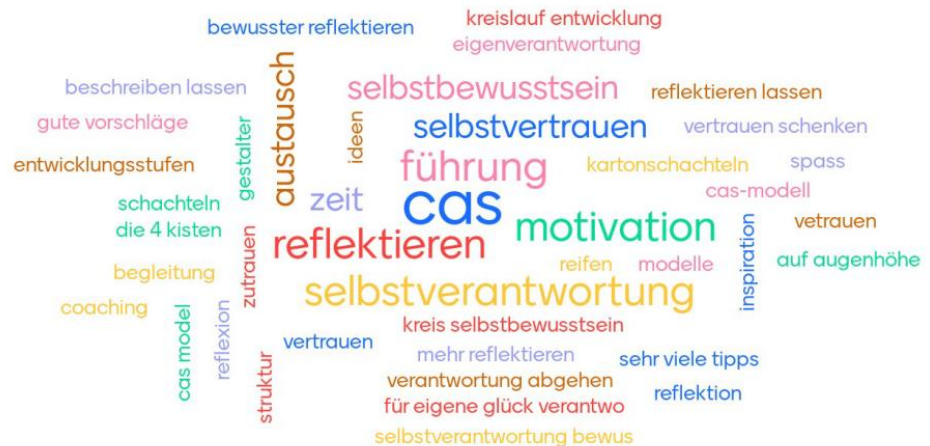 kreislauf entwicklung
bewusster reflektieren
eigenverantwortung
austausch
beschreiben lassen
selbstbewusstsein
reflektieren lassen
gute vorschläge
gestalter
ideen
selbstvertrauen
vertrauen schenken
entwicklungsstufen
führung
kartonschachteln
spass
schachteln
zeit
cas
cas-modell
die 4 kisten
motivation
vetrauen
zutrauen
reflektieren
inspiration
begleitung
reifen
modelle
auf augenhöhe
coaching
selbstverantwortung
cas model
reflexion
struktur
kreis selbstbewusstsein
vertrauen
mehr reflektieren
sehr viele tipps
verantwortung abgehen
reflektion
für eigene glück verantwo
selbstverantwortung bewus